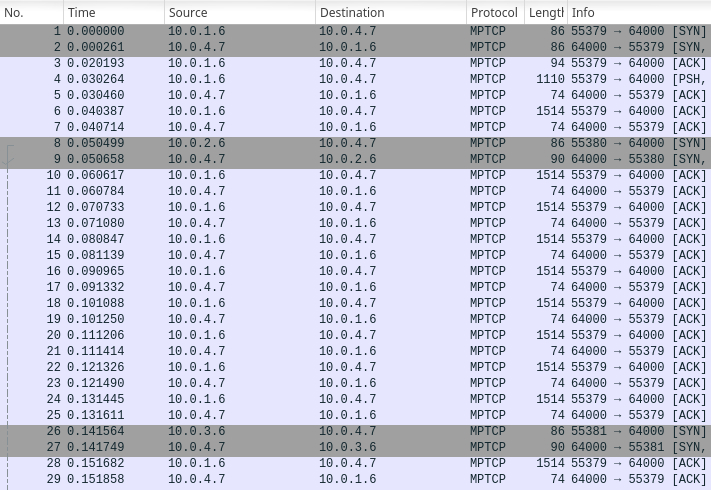 No. Time Source Destination Protocol Lengtl Info
1 0.000000 10.0.1.6 10.0.4.7 MPTCP 86 55379 → 64000 [SYN]
2 0.000261 10.0.4.7 10.0.1.6 MPTCP 86 64000 → 55379 [SYN,
3 0.020193 10.0.1.6 10.0.4.7 MPTCP 94 55379 → 64000 [ACK]
4 0.030264 10.0.1.6 10.0.4.7 MPTCP 1110 55379 → 64000 [PSH,
5 0.030460 10.0.4.7 10.0.1.6 MPTCP 74 64000 → 55379 [ACK]
6 0.040387 10.0.1.6 10.0.4.7 MPTCP 1514 55379 → 64000 [ACK]
7 0.040714 10.0.4.7 10.0.1.6 MPTCP 74 64000 → 55379 [ACK]
8 0.050499 10.0.2.6 10.0.4.7 MPTCP 86 55380 → 64000 [SYN]
9 0.050658 10.0.4.7 10.0.2.6 MPTCP 90 64000 → 55380 [SYN,
10 0.060617 10.0.1.6 10.0.4.7 MPTCP 1514 55379 → 64000 [ACK]
11 0.060784 10.0.4.7 10.0.1.6 MPTCP 74 64000 → 55379 [ACK]
12 0.070733 10.0.1.6 10.0.4.7 MPTCP 1514 55379 → 64000 [ACK]
13 0.071080 10.0.4.7 10.0.1.6 MPTCP 74 64000 → 55379 [ACK]
14 0.080847 10.0.1.6 10.0.4.7 MPTCP 1514 55379 → 64000 [ACK]
15 0.081139 10.0.4.7 10.0.1.6 MPTCP 74 64000 → 55379 [ACK]
16 0.090965 10.0.1.6 10.0.4.7 MPTCP 1514 55379 → 64000 [ACK]
17 0.091332 10.0.4.7 10.0.1.6 MPTCP 74 64000 → 55379 [ACK]
18 0.101088 10.0.1.6 10.0.4.7 MPTCP 1514 55379 → 64000 [ACK]
19 0.101250 10.0.4.7 10.0.1.6 MPTCP 74 64000 → 55379 [ACK]
20 0.111206 10.0.1.6 10.0.4.7 MPTCP 1514 55379 → 64000 [ACK]
21 0.111414 10.0.4.7 10.0.1.6 MPTCP 74 64000 → 55379 [ACK]
22 0.121326 10.0.1.6 10.0.4.7 MPTCP 1514 55379 → 64000 [ACK]
23 0.121490 10.0.4.7 10.0.1.6 MPTCP 74 64000 → 55379 [ACK]
24 0.131445 10.0.1.6 10.0.4.7 MPTCP 1514 55379 → 64000 [ACK]
25 0.131611 10.0.4.7 10.0.1.6 MPTCP 74 64000 → 55379 [ACK]
26 0.141564 10.0.3.6 10.0.4.7 MPTCP 86 55381 → 64000 [SYN]
27 0.141749 10.0.4.7 10.0.3.6 MPTCP 90 64000 → 55381 [SYN,
28 0.151682 10.0.1.6 10.0.4.7 MPTCP 1514 55379 → 64000 [ACK]
29 0.151858 10.0.4.7 10.0.1.6 MPTCP 74 64000 → 55379 [ACK]